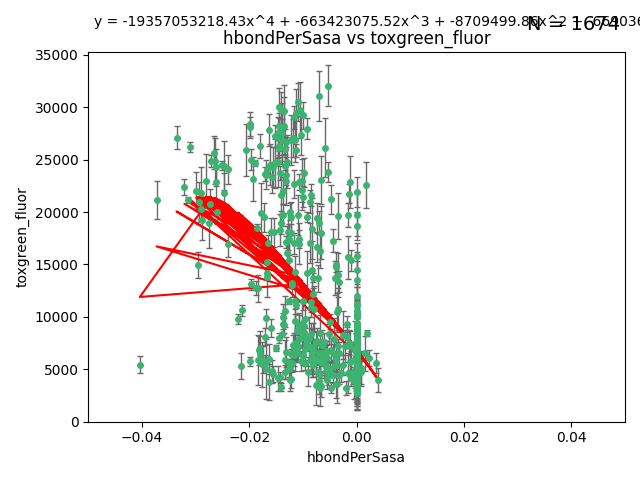 y = -19357053218.43x^4 + -663423075.52x^3 + -8709499.86x^2 +
N = 1674
hbondPerSasa vs toxgreen_fluor
35000
30000
25000
20000
15000
10000
5000
0
toxgreen_fluor
−0.04
−0.02
0.00
0.02
0.04
hbondPerSasa